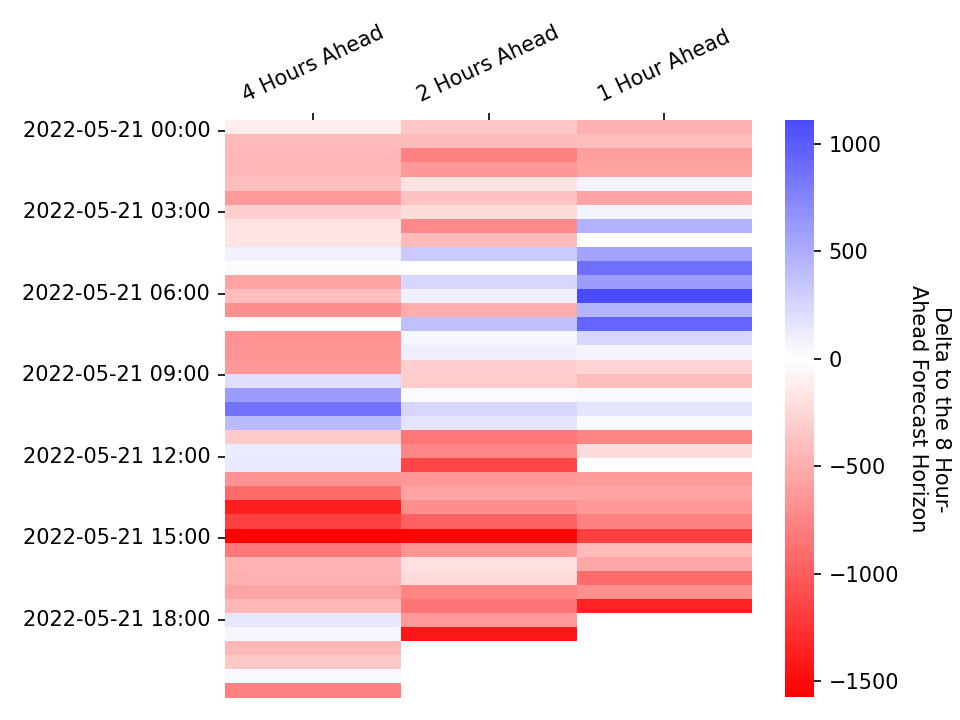 4 Hours Ahead
2 Hours Ahead
1 Hour Ahead
2022-05-21 00:00
2022-05-21 03:00
2022-05-21 06:00
2022-05-21 09:00
2022-05-21 12:00
2022-05-21 15:00
2022-05-21 18:00
1000
500
0
−500
−1000
−1500
Delta to the 8 Hour-
Ahead Forecast Horizon